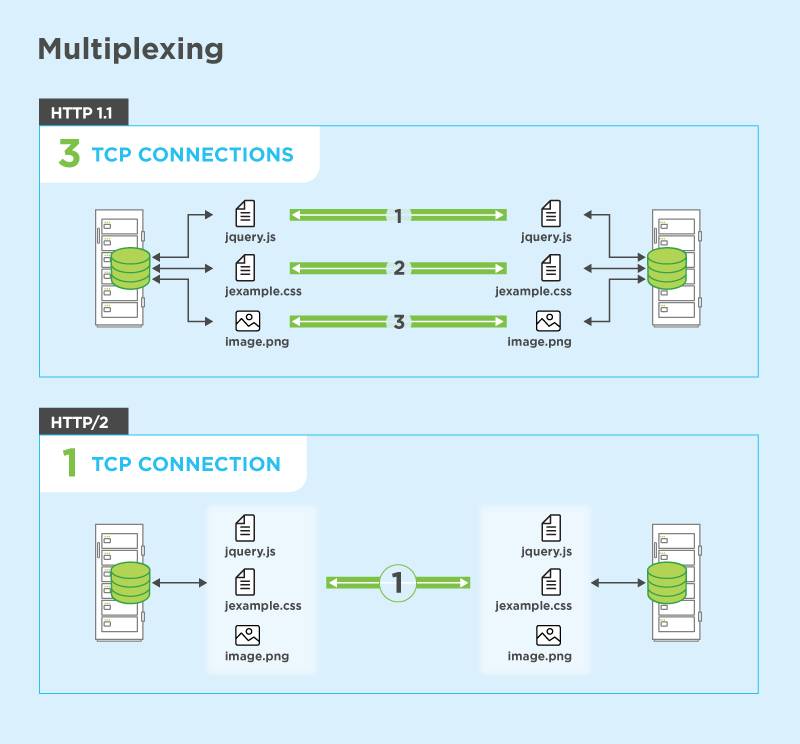 Multiplexing
HTTP 1.1
3 TCP CONNECTIONS
jquery.js 1 jquery.js
jexample.css 2 jexample.css
image.png 3 image.png
HTTP/2
1 TCP CONNECTION
jquery.js jquery.js
jexample.css 1 jexample.css
image.png image.png